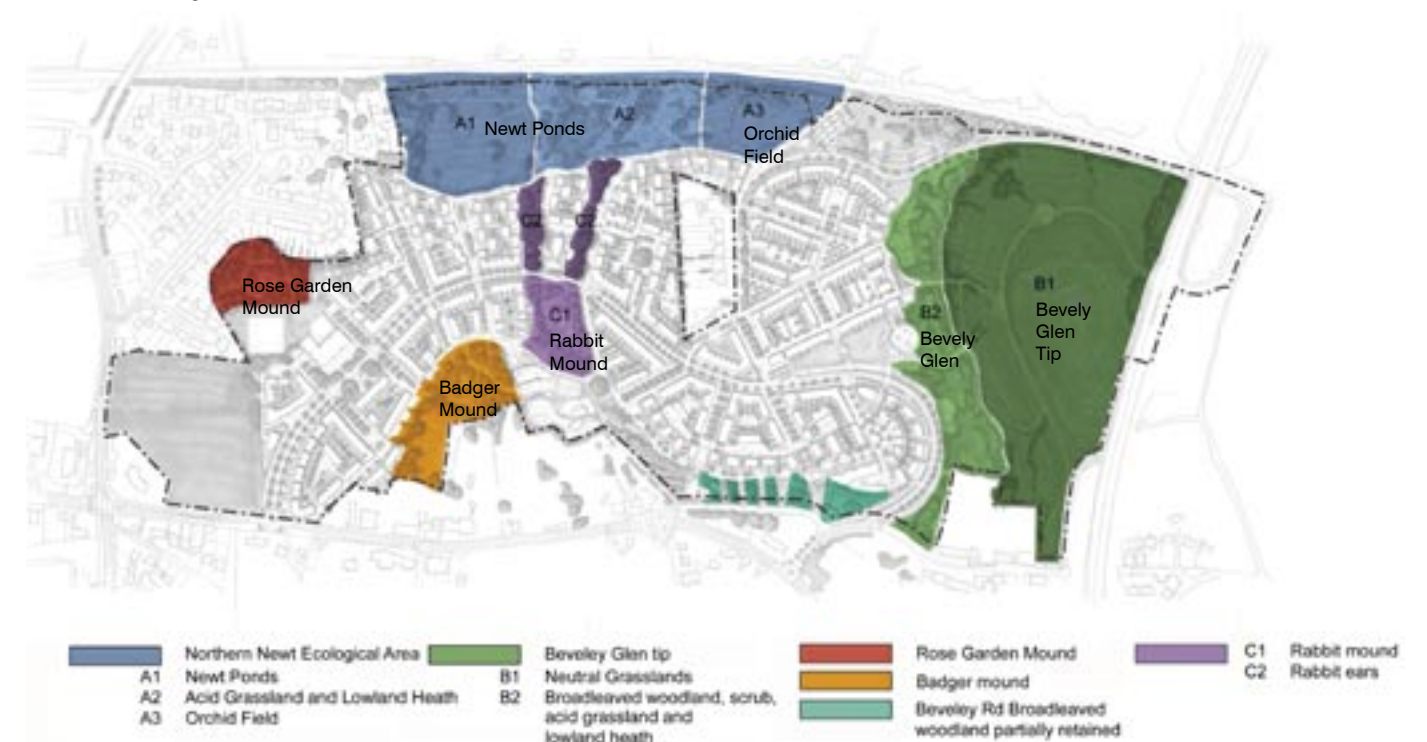 A1 Newt Ponds
A2
A3
Orchid
Field
C2
C2
Rose Garden
Mound
C1
Rabbit
Mound
Badger
Mound
B2
Bevely
Glen
B1
Bevely
Glen
Tip
Northern Newt Ecological Area
A1 Newt Ponds
A2 Acid Grassland and Lowland Heath
A3 Orchid Field
Beveley Glen tip
B1 Neutral Grasslands
B2 Broadleaved woodland, scrub,
acid grassland and
lowland heath
Rose Garden Mound
Badger mound
Beveley Rd Broadleaved
woodland partially retained
C1 Rabbit mound
C2 Rabbit ears